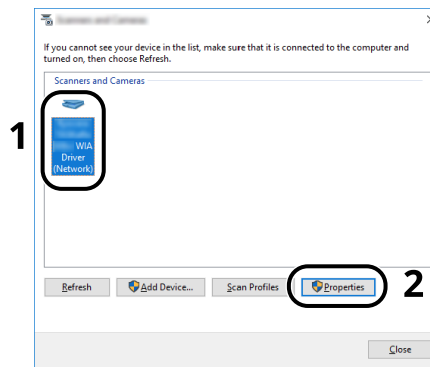 If you cannot see your device in the list, make sure that it is connected to the computer and
turned on, then choose Refresh.
Scanners and Cameras
1
WIA
Driver
(Network)
Refresh
Add Device...
Scan Profiles
Properties
2
Close